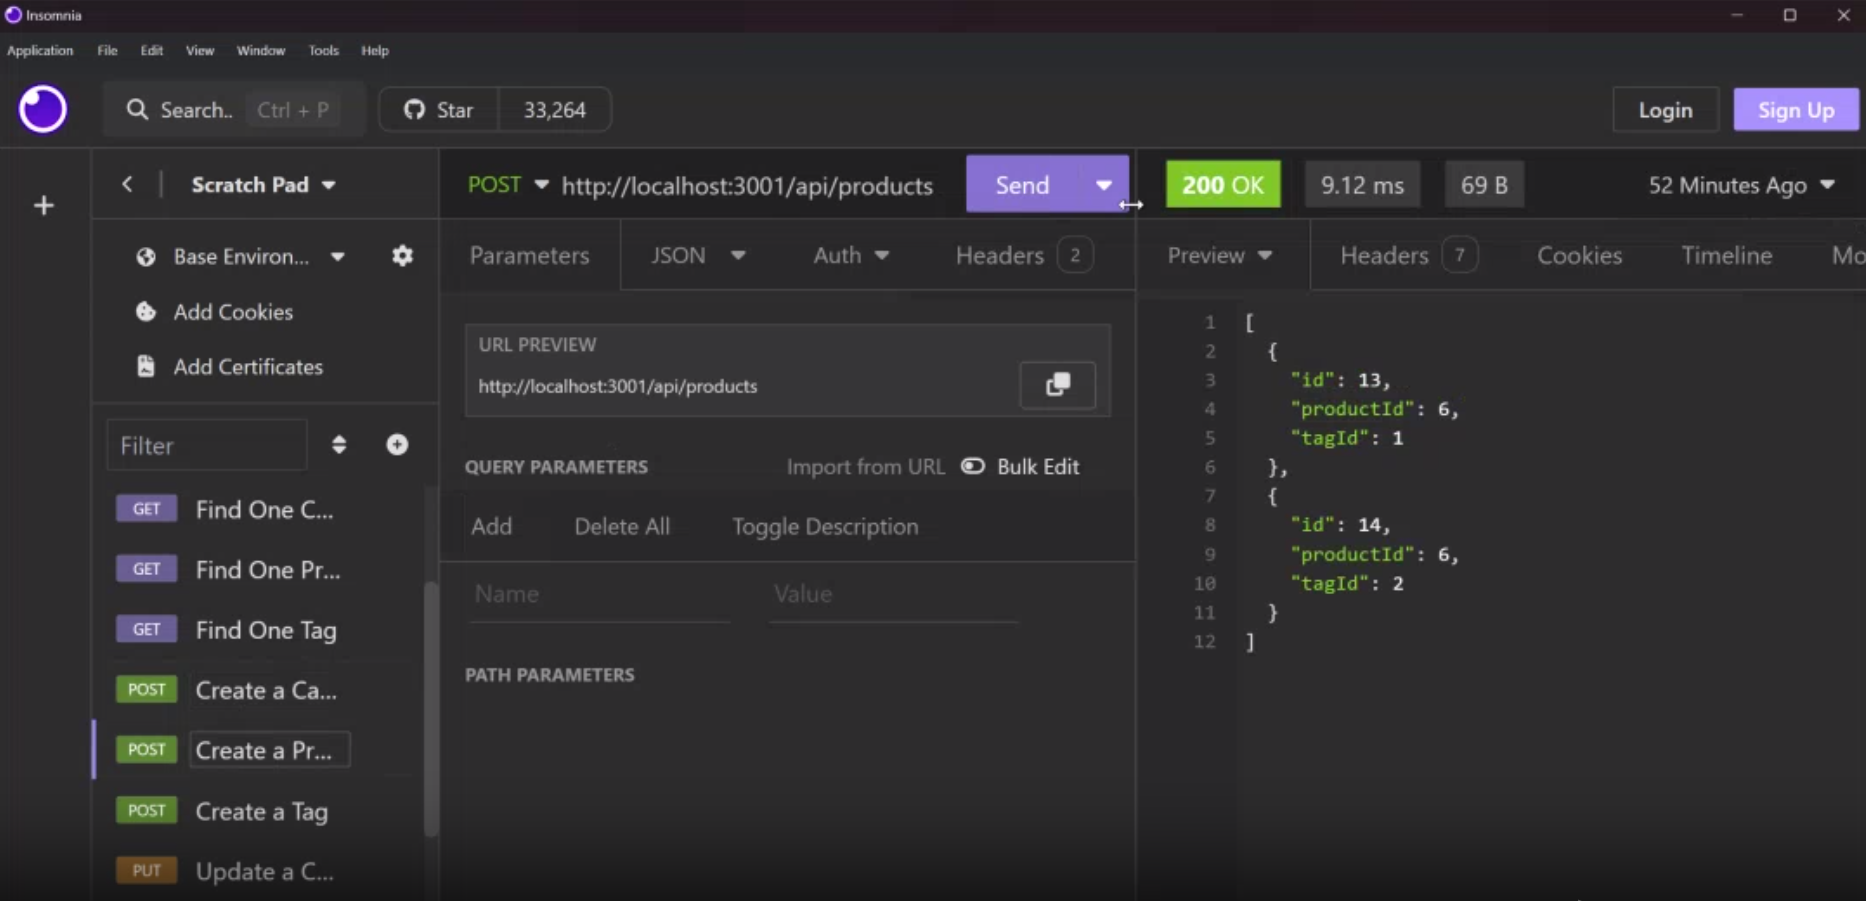 Insomnia
Application File Edit View Window Tools Help
Search.. Ctrl + P Star 33,264 Login Sign Up
Scratch Pad
POST http://localhost:3001/api/products Send
200 OK 9.12 ms 69 B 52 Minutes Ago
Base Environ...
Add Cookies
Add Certificates
Filter
GET Find One C...
GET Find One Pr...
GET Find One Tag
POST Create a Ca...
POST Create a Pr...
POST Create a Tag
PUT Update a C...
Parameters JSON Auth Headers 2
URL PREVIEW
http://localhost:3001/api/products
QUERY PARAMETERS Import from URL Bulk Edit
Add Delete All Toggle Description
Name Value
PATH PARAMETERS
Preview Headers 7 Cookies Timeline Mo
1 [
2 {
3 "id": 13,
4 "productId": 6,
5 "tagId": 1
6 },
7 {
8 "id": 14,
9 "productId": 6,
10 "tagId": 2
11 }
12 ]